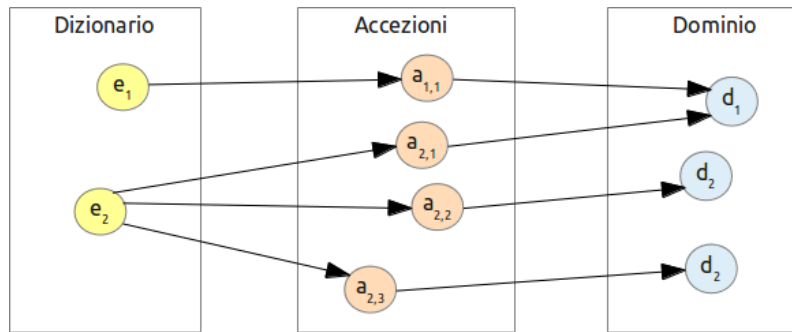 Dizionario
Accezioni
Dominio
e1
a1,1
d1
a2,1
e2
a2,2
d2
a2,3
d2